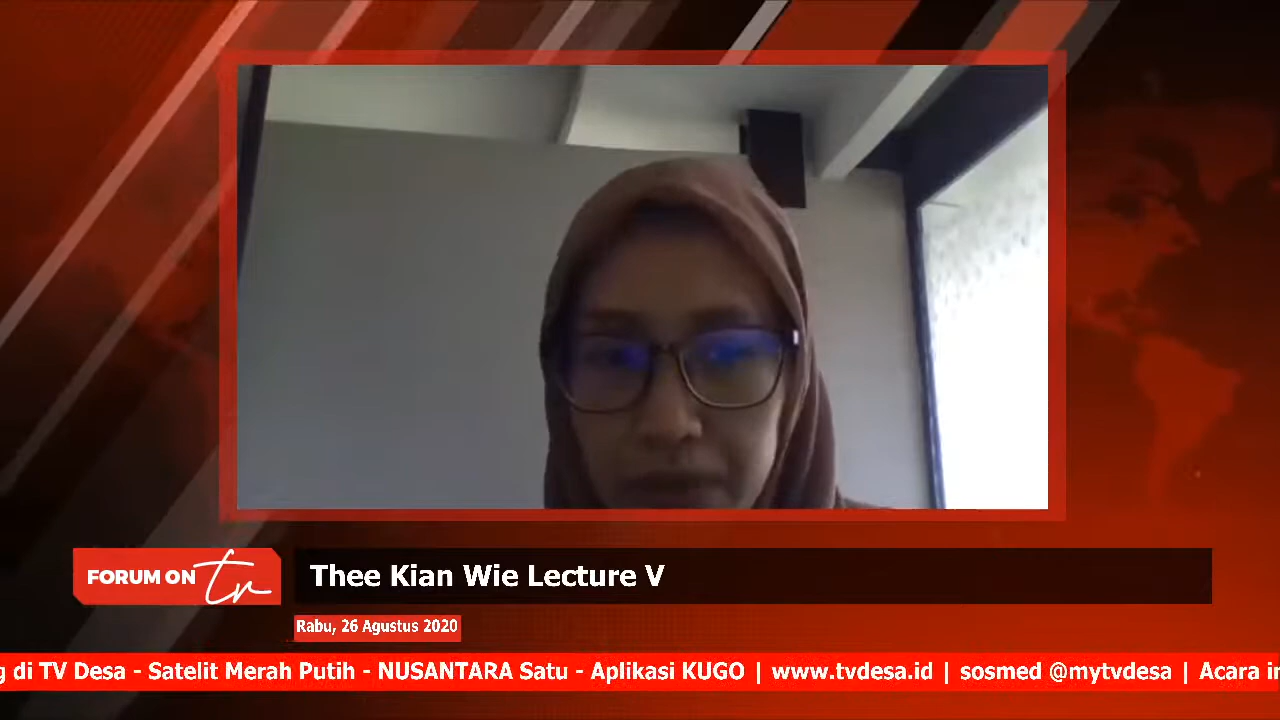 FORUM ON tv
Thee Kian Wie Lecture V
Rabu, 26 Agustus 2020
g di TV Desa - Satelit Merah Putih - NUSANTARA Satu - Aplikasi KUGO | www.tvdesa.id | sosmed @mytvdesa | Acara in